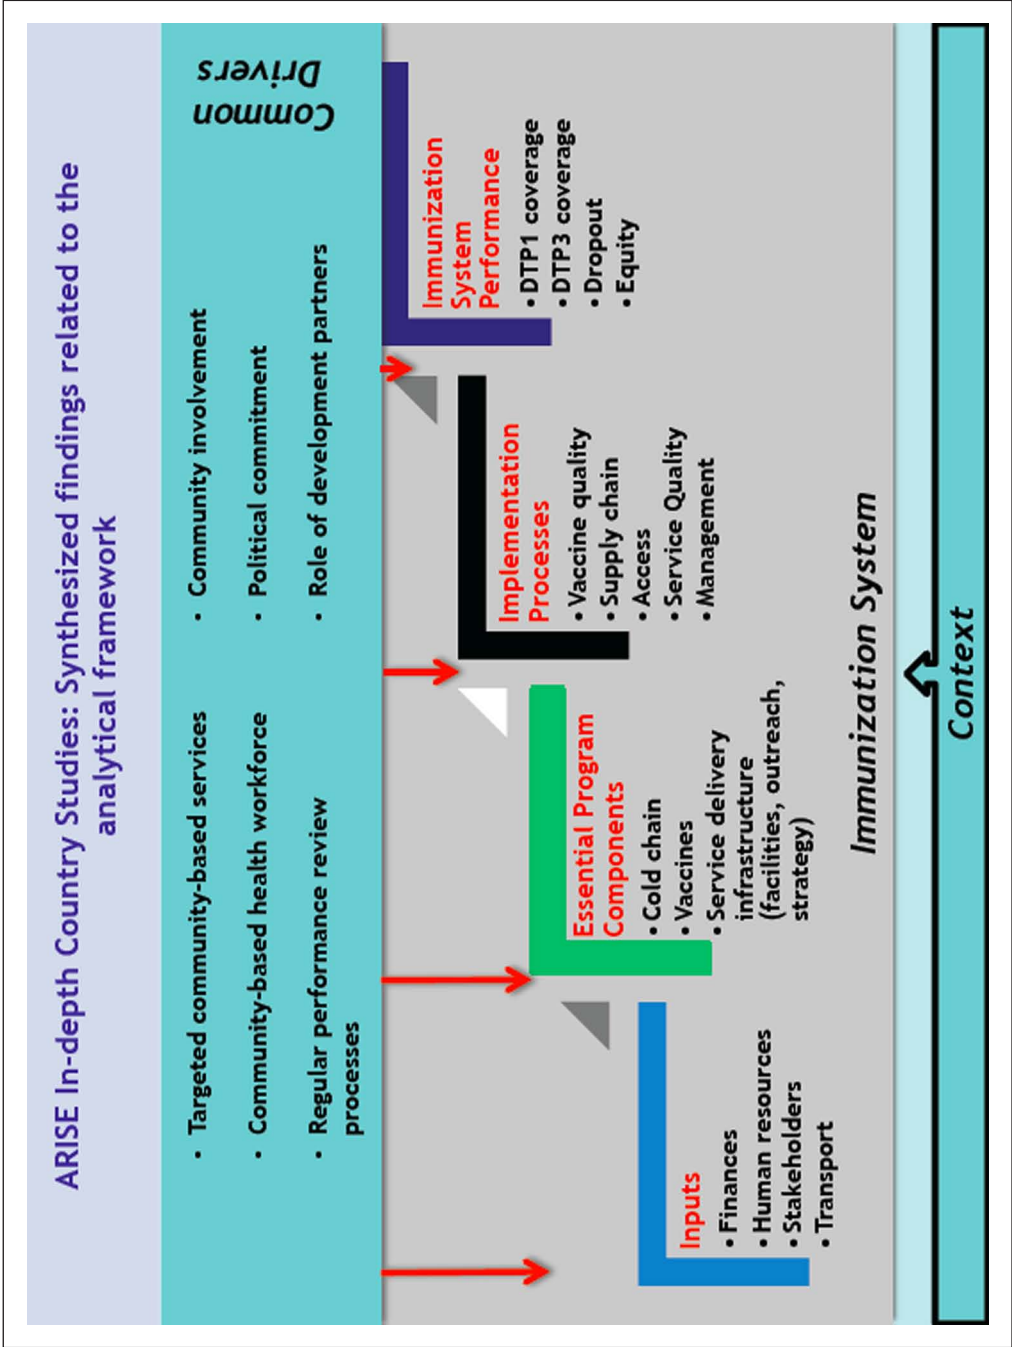 ARISE In-depth Country Studies: Synthesized findings related to the
analytical framework
• Targeted community-based services
• Community-based health workforce
• Regular performance review
processes
• Community involvement
• Political commitment
• Role of development partners
Common
Drivers
Inputs
• Finances
• Human resources
• Stakeholders
• Transport
Essential Program
Components
• Cold chain
• Vaccines
• Service delivery
infrastructure
(facilities, outreach,
strategy)
Implementation
Processes
• Vaccine quality
• Supply chain
• Access
• Service Quality
• Management
Immunization
System
Performance
• DTP1 coverage
• DTP3 coverage
• Dropout
• Equity
Immunization System
Context